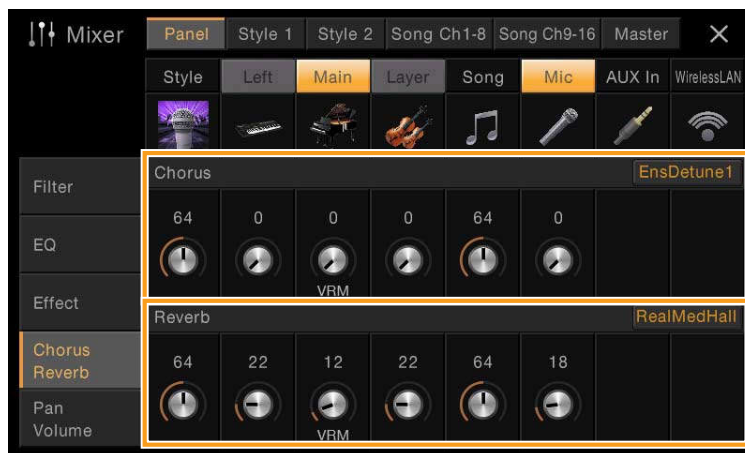 Mixer
Panel Style 1 Style 2 Song Ch1-8 Song Ch9-16 Master
Style Left Main Layer Song Mic AUX In WirelessLAN
Filter
EQ
Effect
Chorus
Reverb
Pan
Volume
Chorus EnsDetune1
64 0 0 0 64 0
VRM
Reverb RealMedHall
64 22 12 22 64 18
VRM